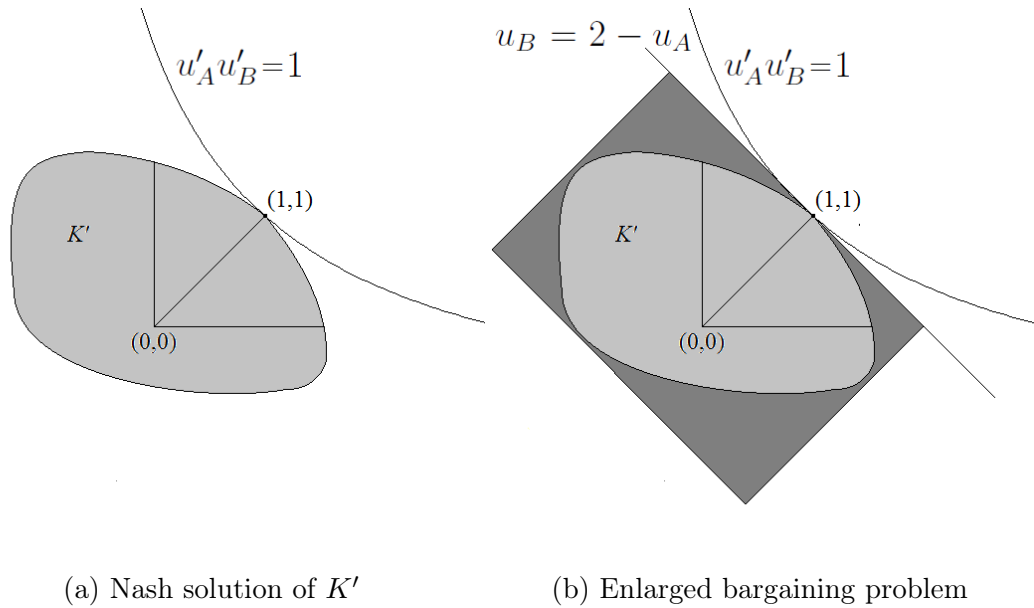 u′_A u′_B=1
(1,1)
K′
(0,0)
(a) Nash solution of K′
u_B = 2 − u_A
u′_A u′_B=1
(1,1)
K′
(0,0)
(b) Enlarged bargaining problem